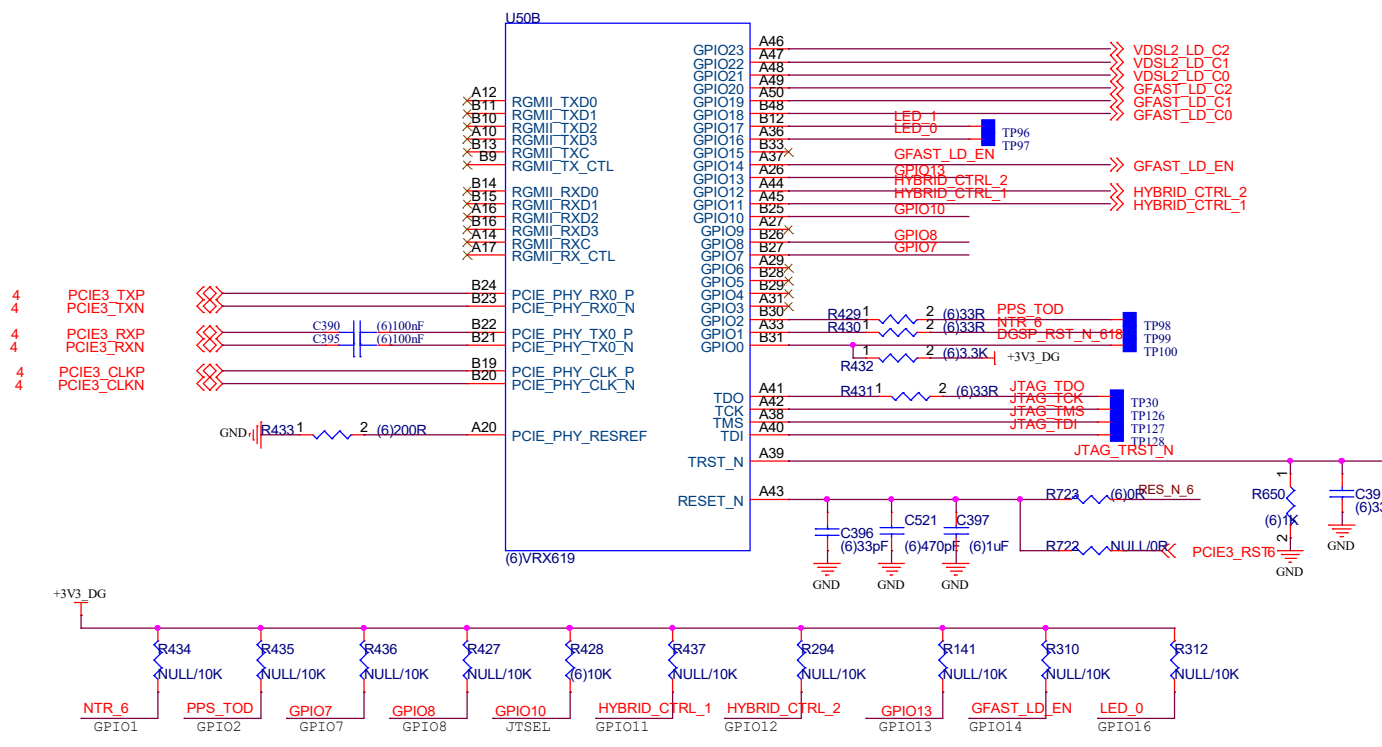 U50B
A46 GPIO23 VDSL2_LD_C2
A47 GPIO22 VDSL2_LD_C1
A48 GPIO21 VDSL2_LD_C0
A49 GPIO20 GFAST_LD_C2
A12 RGMII_TXD0 A50 GPIO19 GFAST_LD_C1
B11 RGMII_TXD1 B48 GPIO18 GFAST_LD_C0
B10 RGMII_TXD2 B12 GPIO17 LED_1 TP96
A10 RGMII_TXD3 A36 GPIO16 LED_0 TP97
B13 RGMII_TXC B33 GPIO15
B9 RGMII_TX_CTL A37 GPIO14 GFAST_LD_EN GFAST_LD_EN
A26 GPIO13 GPIO13
B14 RGMII_RXD0 A44 GPIO12 HYBRID_CTRL_2 HYBRID_CTRL_2
B15 RGMII_RXD1 A45 GPIO11 HYBRID_CTRL_1 HYBRID_CTRL_1
A16 RGMII_RXD2 B25 GPIO10 GPIO10
B16 RGMII_RXD3 A27 GPIO9
A14 RGMII_RXC B26 GPIO8 GPIO8
A17 RGMII_RX_CTL B27 GPIO7 GPIO7
A29 GPIO6
B28 GPIO5
4 PCIE3_TXP B24 PCIE_PHY_RX0_P B29 GPIO4
4 PCIE3_TXN B23 PCIE_PHY_RX0_N A31 GPIO3
B30 GPIO2 R429 1 2 (6)33R PPS_TOD TP98
4 PCIE3_RXP C390 (6)100nF B22 PCIE_PHY_TX0_P A33 GPIO1 R430 1 2 (6)33R NTR_6 TP99
4 PCIE3_RXN C395 (6)100nF B21 PCIE_PHY_TX0_N B31 GPIO0 DGSP_RST_N_618 TP100
R432 1 2 (6)3.3K +3V3_DG
4 PCIE3_CLKP B19 PCIE_PHY_CLK_P
4 PCIE3_CLKN B20 PCIE_PHY_CLK_N
A41 TDO R431 1 2 (6)33R JTAG_TDO TP30
A42 TCK JTAG_TCK TP126
A38 TMS JTAG_TMS TP127
A40 TDI JTAG_TDI TP128
GND R433 1 2 (6)200R A20 PCIE_PHY_RESREF
A39 TRST_N JTAG_TRST_N
A43 RESET_N R723 (6)0R RES_N_6 R650 1 C39
(6)1K 2 (6)33
C396 C521 C397
(6)33pF (6)470pF (6)1uF R722 NULL/0R PCIE3_RST6
GND GND GND GND GND
(6)VRX619
+3V3_DG
R434 R435 R436 R427 R428 R437 R294 R141 R310 R312
NULL/10K NULL/10K NULL/10K NULL/10K (6)10K NULL/10K NULL/10K NULL/10K NULL/10K NULL/10K
NTR_6 PPS_TOD GPIO7 GPIO8 GPIO10 HYBRID_CTRL_1 HYBRID_CTRL_2 GPIO13 GFAST_LD_EN LED_0
GPIO1 GPIO2 GPIO7 GPIO8 JTSEL GPIO11 GPIO12 GPIO13 GPIO14 GPIO16